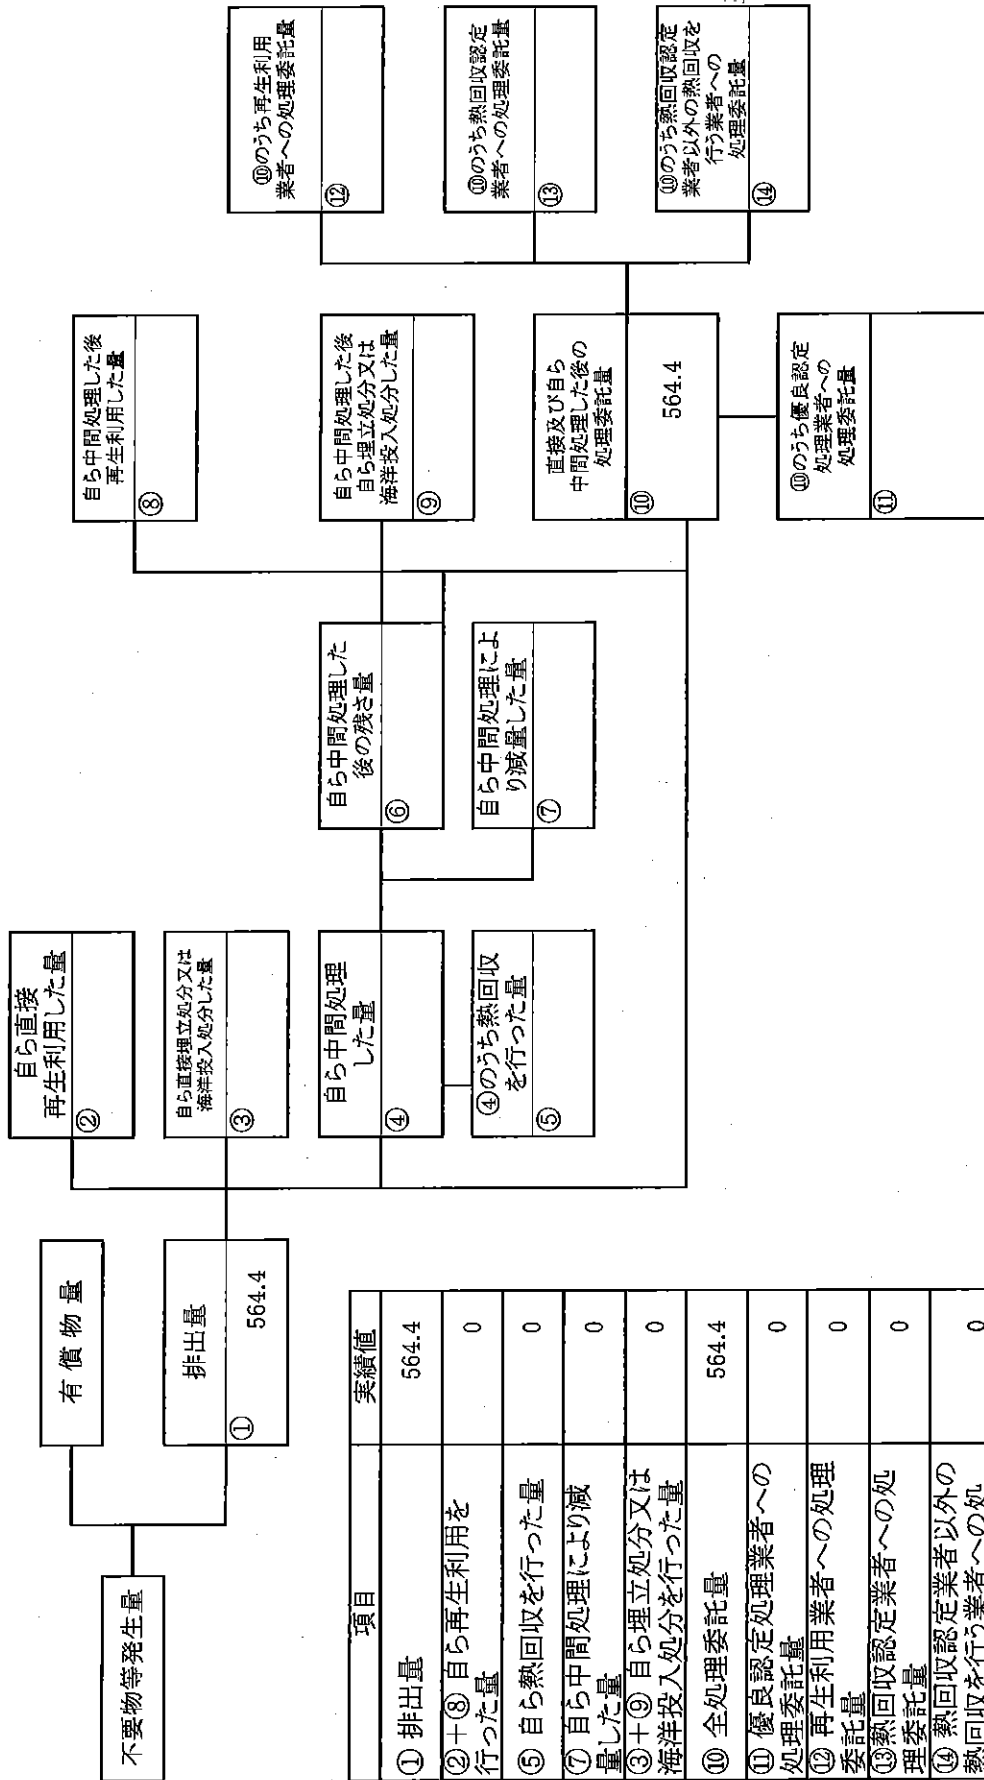 不要物等発生量
有償物量
排出量
①
564.4
自ら直接
再生利用した量
②
自ら直接埋立処分又は
海洋投入処分した量
③
自ら中間処理
した量
④
④のうち熱回収
を行った量
⑤
自ら中間処理した
後の残さ量
⑥
自ら中間処理によ
り減量した量
⑦
自ら中間処理した後
再生利用した量
⑧
自ら中間処理した後
自ら埋立処分又は
海洋投入処分した量
⑨
直接及び自ら
中間処理した後の
処理委託量
⑩
564.4
⑩のうち優良認定
処理業者への
処理委託量
⑪
⑩のうち再生利用
業者への処理委託量
⑫
⑩のうち熱回収認定
業者への処理委託量
⑬
⑩のうち熱回収認定
業者以外の熱回収を
行う業者への
処理委託量
⑭
項目 実績値
① 排出量 564.4
②+⑧ 自ら再生利用を
行った量 0
⑤ 自ら熱回収を行った量 0
⑦ 自ら中間処理により減
量した量 0
③+⑨ 自ら埋立処分又は
海洋投入処分を行った量 0
⑩ 全処理委託量 564.4
⑪ 優良認定処理業者への
処理委託量 0
⑫ 再生利用業者への処理
委託量 0
⑬熱回収認定業者への処
理委託量 0
⑭ 熱回収認定業者以外の
熱回収を行う業者への処 0